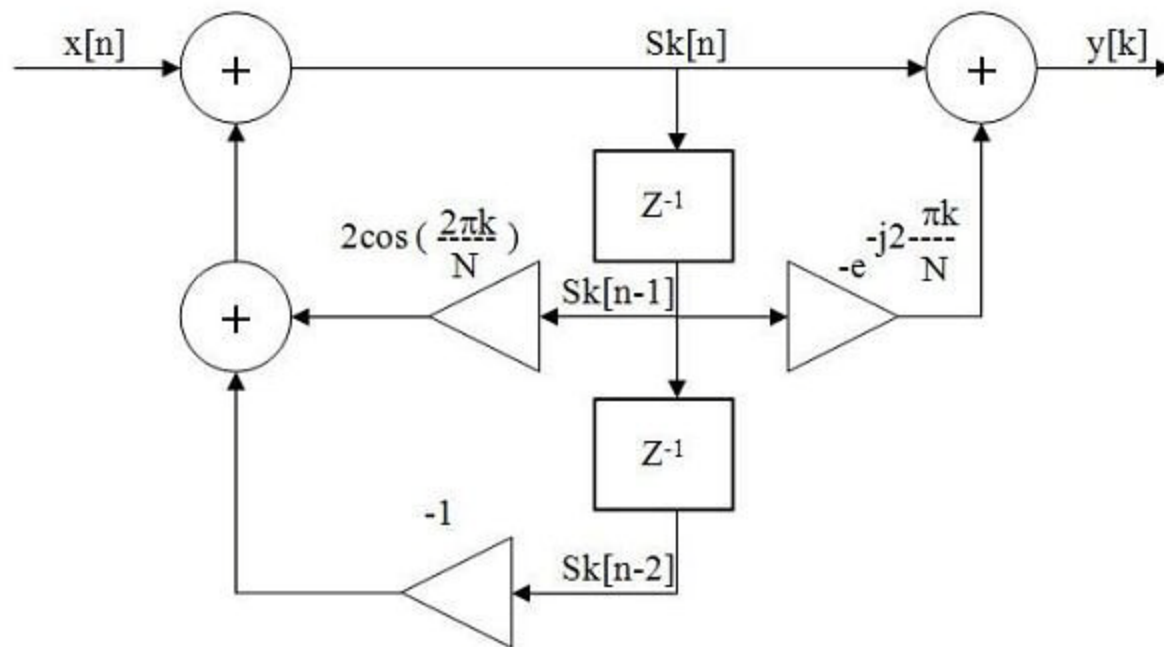 x[n]
Sk[n]
y[k]
+
+
Z-1
2cos ( 2πk/N )
-e -j2 πk/N
Sk[n-1]
+
Z-1
-1
Sk[n-2]